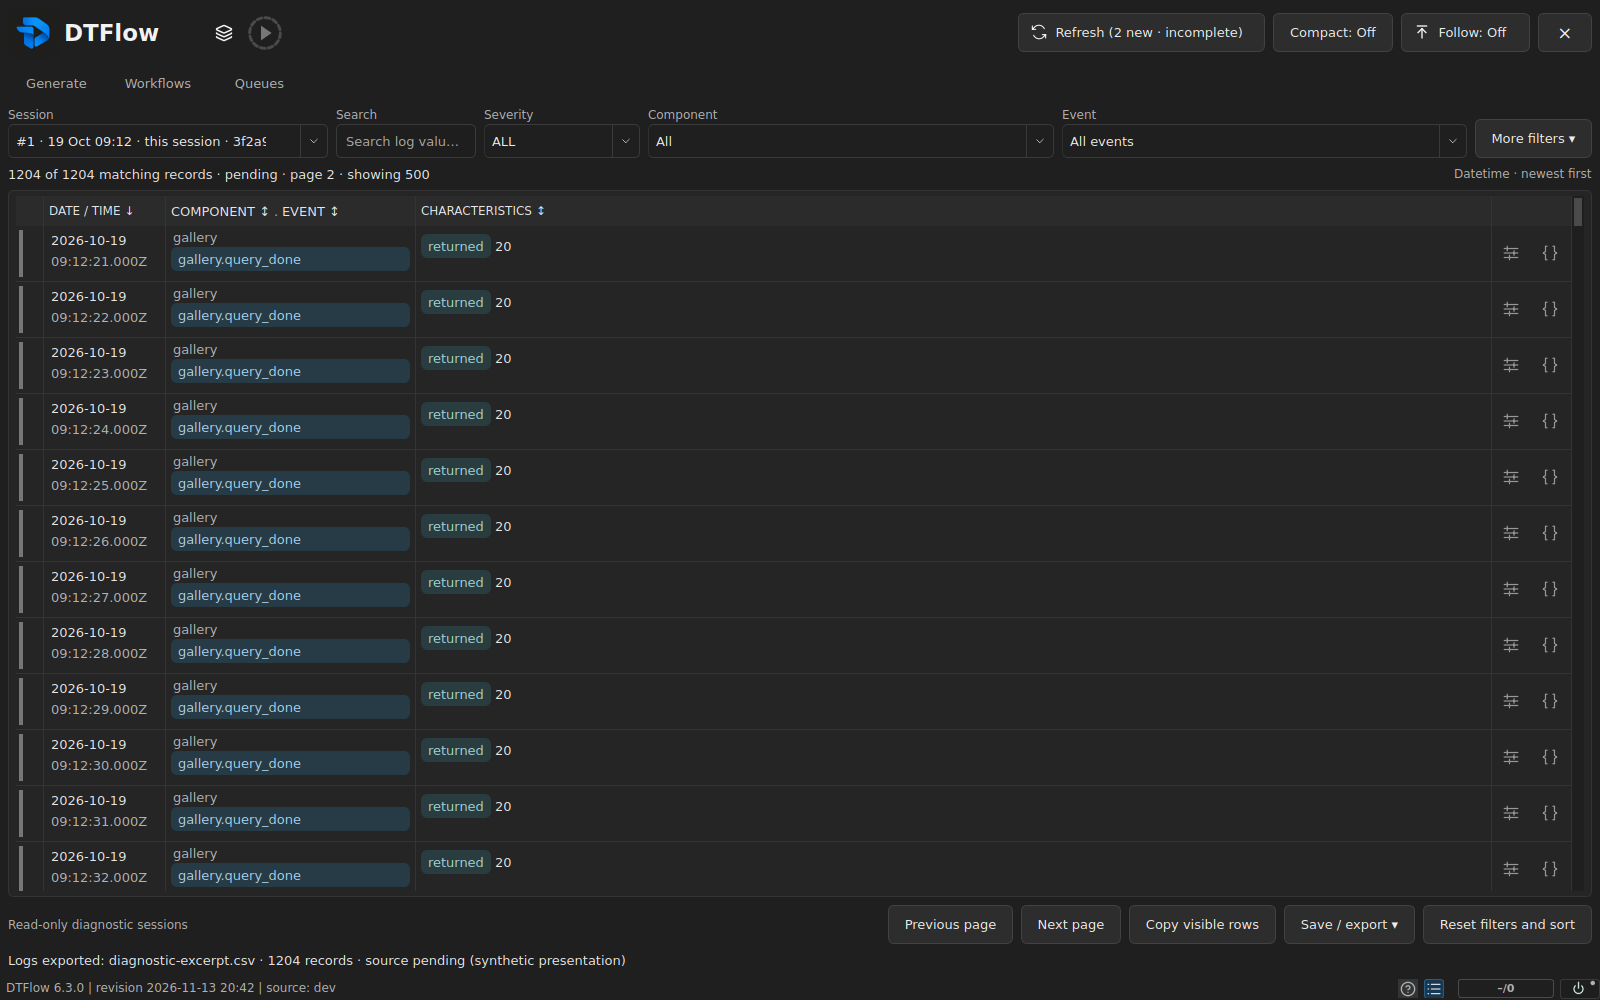 DTFlow
Refresh (2 new · incomplete)
Compact: Off
Follow: Off
Generate
Workflows
Queues
Session
Search
Severity
Component
Event
#1 · 19 Oct 09:12 · this session · 3f2a
Search log valu...
ALL
All
All events
More filters ▾
1204 of 1204 matching records · pending · page 2 · showing 500
Datetime · newest first
DATE / TIME ↓
COMPONENT ↕ . EVENT ↕
CHARACTERISTICS ↕
2026-10-19
09:12:21.000Z
gallery
gallery.query_done
returned 20
{ }
2026-10-19
09:12:22.000Z
gallery
gallery.query_done
returned 20
{ }
2026-10-19
09:12:23.000Z
gallery
gallery.query_done
returned 20
{ }
2026-10-19
09:12:24.000Z
gallery
gallery.query_done
returned 20
{ }
2026-10-19
09:12:25.000Z
gallery
gallery.query_done
returned 20
{ }
2026-10-19
09:12:26.000Z
gallery
gallery.query_done
returned 20
{ }
2026-10-19
09:12:27.000Z
gallery
gallery.query_done
returned 20
{ }
2026-10-19
09:12:28.000Z
gallery
gallery.query_done
returned 20
{ }
2026-10-19
09:12:29.000Z
gallery
gallery.query_done
returned 20
{ }
2026-10-19
09:12:30.000Z
gallery
gallery.query_done
returned 20
{ }
2026-10-19
09:12:31.000Z
gallery
gallery.query_done
returned 20
{ }
2026-10-19
09:12:32.000Z
gallery
gallery.query_done
returned 20
{ }
Read-only diagnostic sessions
Previous page
Next page
Copy visible rows
Save / export ▾
Reset filters and sort
Logs exported: diagnostic-excerpt.csv · 1204 records · source pending (synthetic presentation)
DTFlow 6.3.0 | revision 2026-11-13 20:42 | source: dev
–/0